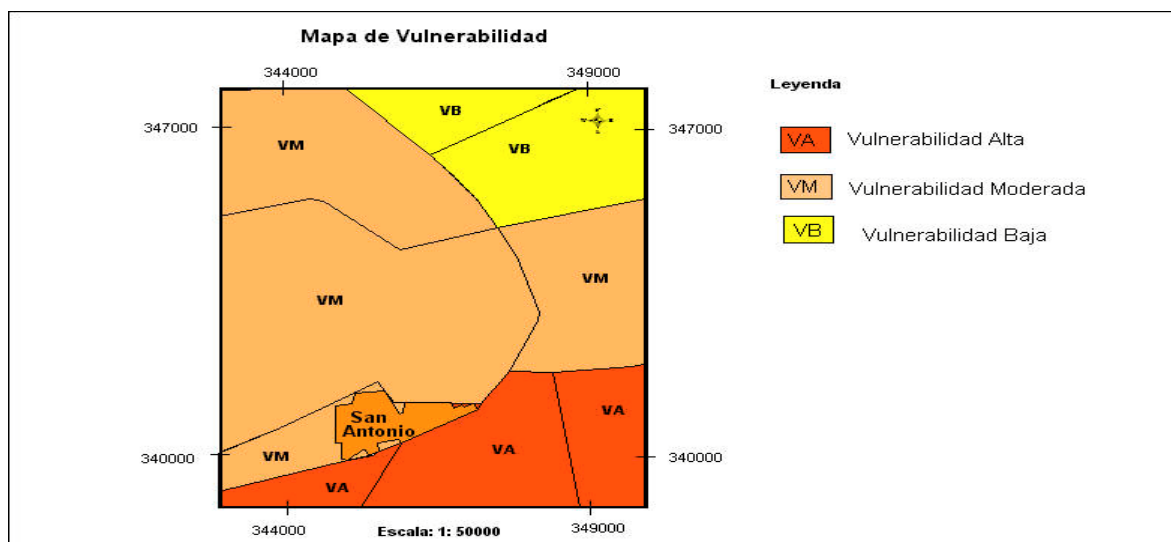 Mapa de Vulnerabilidad
344000 349000
347000 347000
VB
VB
VM
VM
VM
San
Antonio
VM
VA
VA
VA
340000 340000
344000 349000
Escala: 1: 50000
Leyenda
VA Vulnerabilidad Alta
VM Vulnerabilidad Moderada
VB Vulnerabilidad Baja